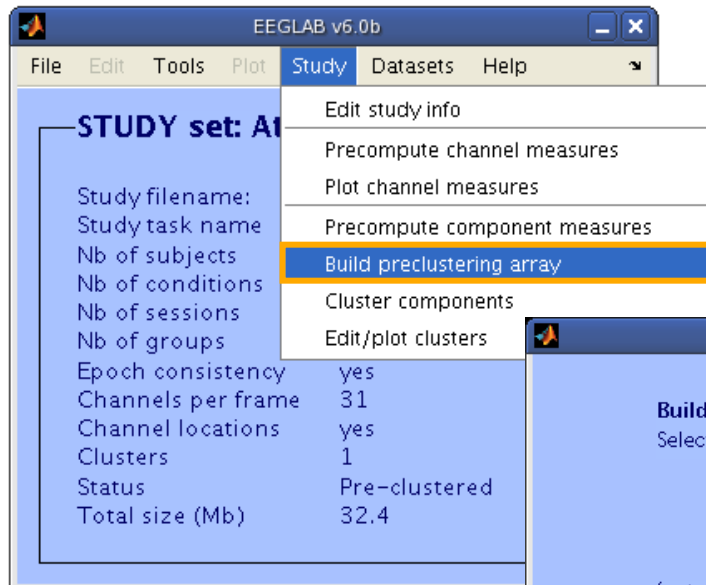 EEGLAB v6.0b
File Edit Tools Plot Study Datasets Help
STUDY set: At
Edit study info
Precompute channel measures
Plot channel measures
Precompute component measures
Build preclustering array
Cluster components
Edit/plot clusters
Study filename:
Study task name
Nb of subjects
Nb of conditions
Nb of sessions
Nb of groups
Epoch consistency yes
Channels per frame 31
Channel locations yes
Clusters 1
Status Pre-clustered
Total size (Mb) 32.4
Build
Selec